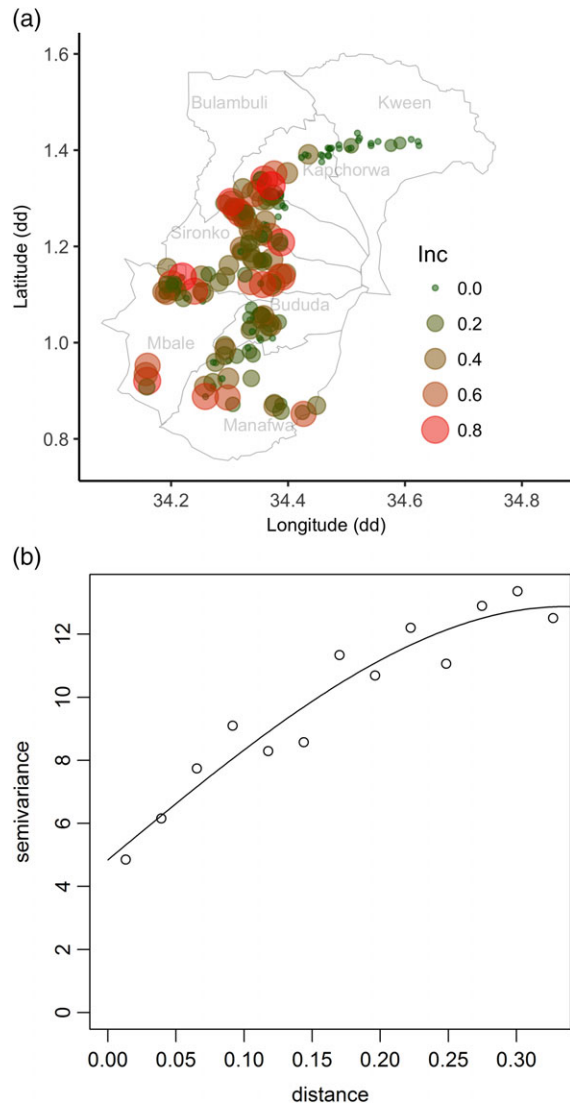 (a)
1.6
1.4
1.2
1.0
0.8
Latitude (dd)
Bulambuli
Kween
Kapchorwa
Sironko
Bududa
Mbale
Manafwa
Inc
0.0
0.2
0.4
0.6
0.8
34.2
34.4
34.6
34.8
Longitude (dd)
(b)
12
10
8
6
4
2
0
semivariance
0.00
0.05
0.10
0.15
0.20
0.25
0.30
distance